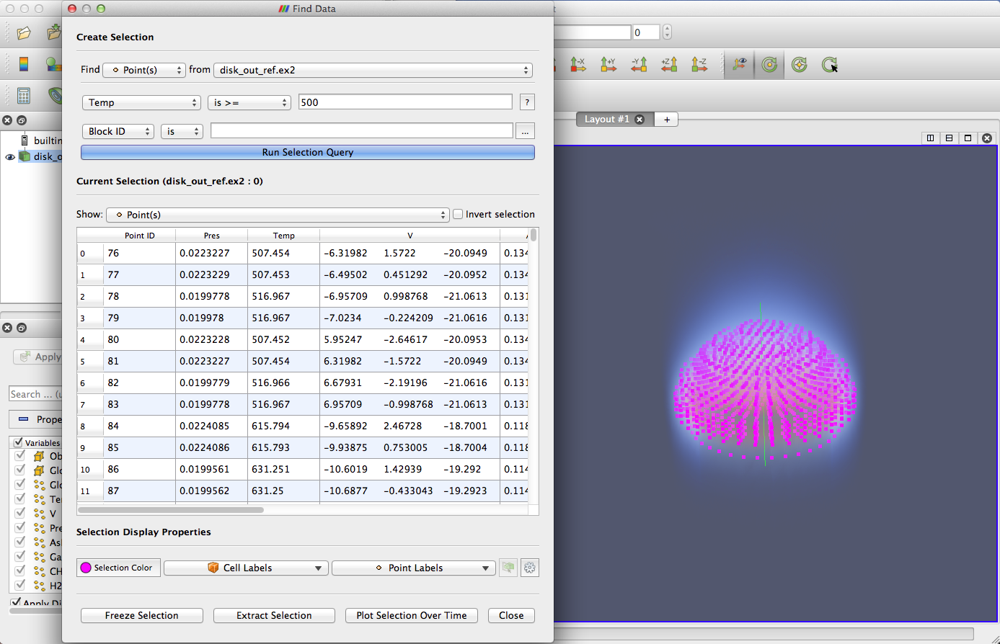 Find Data
t
Create Selection
Find Point(s) from disk_out_ref.ex2
0
Temp is >= 500 ?
-X +Y -Y +Z -Z
Block ID is ...
Run Selection Query
Layout #1 +
builtin
disk_o
Current Selection (disk_out_ref.ex2 : 0)
Show: Point(s) Invert selection
Point ID Pres Temp V
0 76 0.0223227 507.454 -6.31982 1.5722 -20.0949 0.134
1 77 0.0223229 507.453 -6.49502 0.451292 -20.0952 0.134
2 78 0.0199778 516.967 -6.95709 0.998768 -21.0613 0.131
3 79 0.019978 516.967 -7.0234 -0.224209 -21.0616 0.131
4 80 0.0223228 507.452 5.95247 -2.64617 -20.0953 0.134
5 81 0.0223227 507.454 6.31982 -1.5722 -20.0949 0.134
6 82 0.0199779 516.966 6.67931 -2.19196 -21.0616 0.131
7 83 0.0199778 516.967 6.95709 -0.998768 -21.0613 0.131
8 84 0.0224085 615.794 -9.65892 2.46728 -18.7001 0.118
9 85 0.0224086 615.793 -9.93875 0.753005 -18.7004 0.118
10 86 0.0199561 631.251 -10.6019 1.42939 -19.292 0.114
11 87 0.0199562 631.25 -10.6877 -0.433043 -19.2923 0.114
Apply
Search ... (u
Prope
Variables
Ob
Glo
Glo
Te
V
Pre
Asl
Ga
CH
H2
Apply Di
Selection Display Properties
Selection Color Cell Labels Point Labels
Freeze Selection Extract Selection Plot Selection Over Time Close